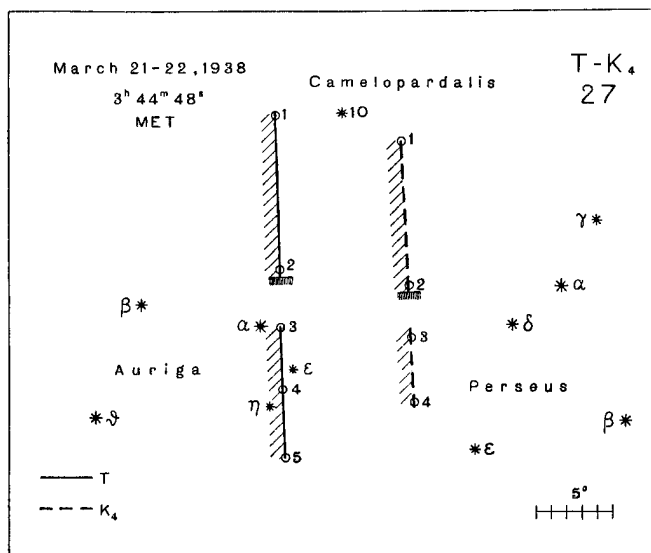 March 21-22, 1938
3ʰ 44ᵐ 48ˢ
MET
Camelopardalis
T-K₄
27
1
10
1
γ
2
2
α
β
α
3
3
δ
Auriga
ε
4
4
Perseus
η
ϑ
β
5
ε
T
K₄
5°